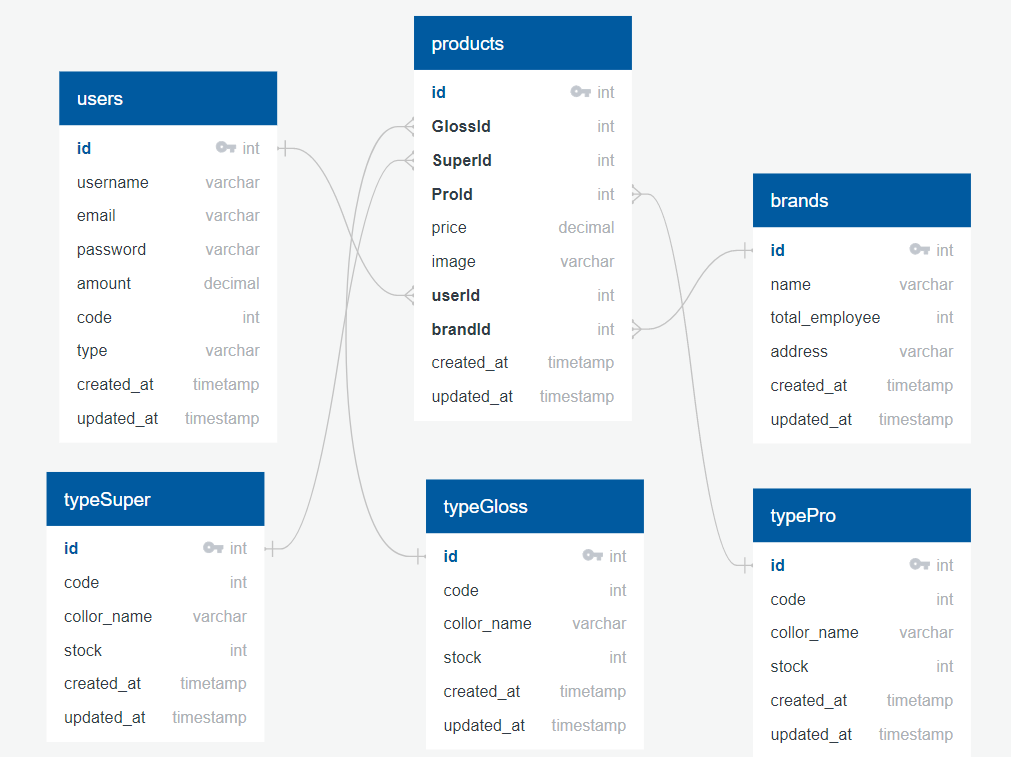 products
id int
GlossId int
SuperId int
ProId int
price decimal
image varchar
userId int
brandId int
created_at timetamp
updated_at timestamp
users
id int
username varchar
email varchar
password varchar
amount decimal
code int
type varchar
created_at timetamp
updated_at timestamp
brands
id int
name varchar
total_employee int
address varchar
created_at timetamp
updated_at timestamp
typeSuper
id int
code int
collor_name varchar
stock int
created_at timetamp
updated_at timestamp
typeGloss
id int
code int
collor_name varchar
stock int
created_at timetamp
updated_at timestamp
typePro
id int
code int
collor_name varchar
stock int
created_at timetamp
updated_at timestamp